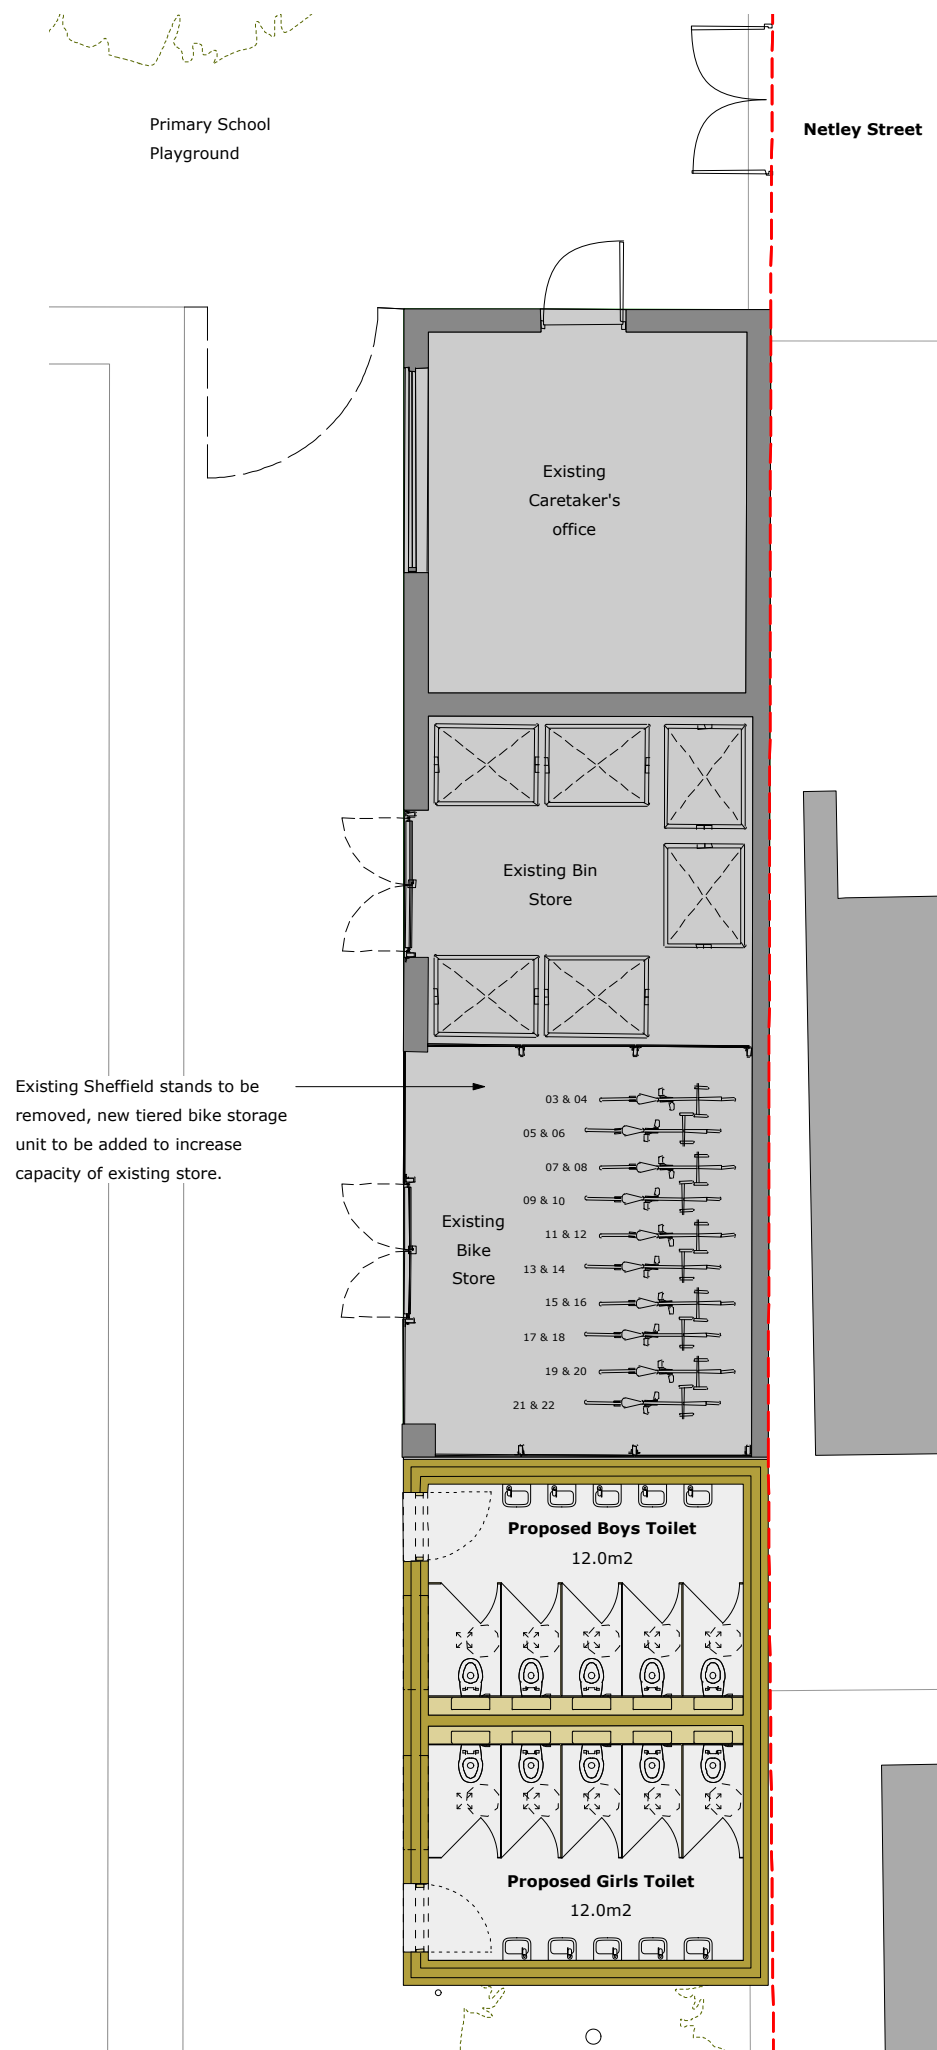 Primary School
Playground
Netley Street
Existing
Caretaker's
office
Existing Bin
Store
Existing Sheffield stands to be
removed, new tiered bike storage
unit to be added to increase
capacity of existing store.
03 & 04
05 & 06
07 & 08
09 & 10
11 & 12
13 & 14
15 & 16
17 & 18
19 & 20
21 & 22
Existing
Bike
Store
Proposed Boys Toilet
12.0m2
Proposed Girls Toilet
12.0m2